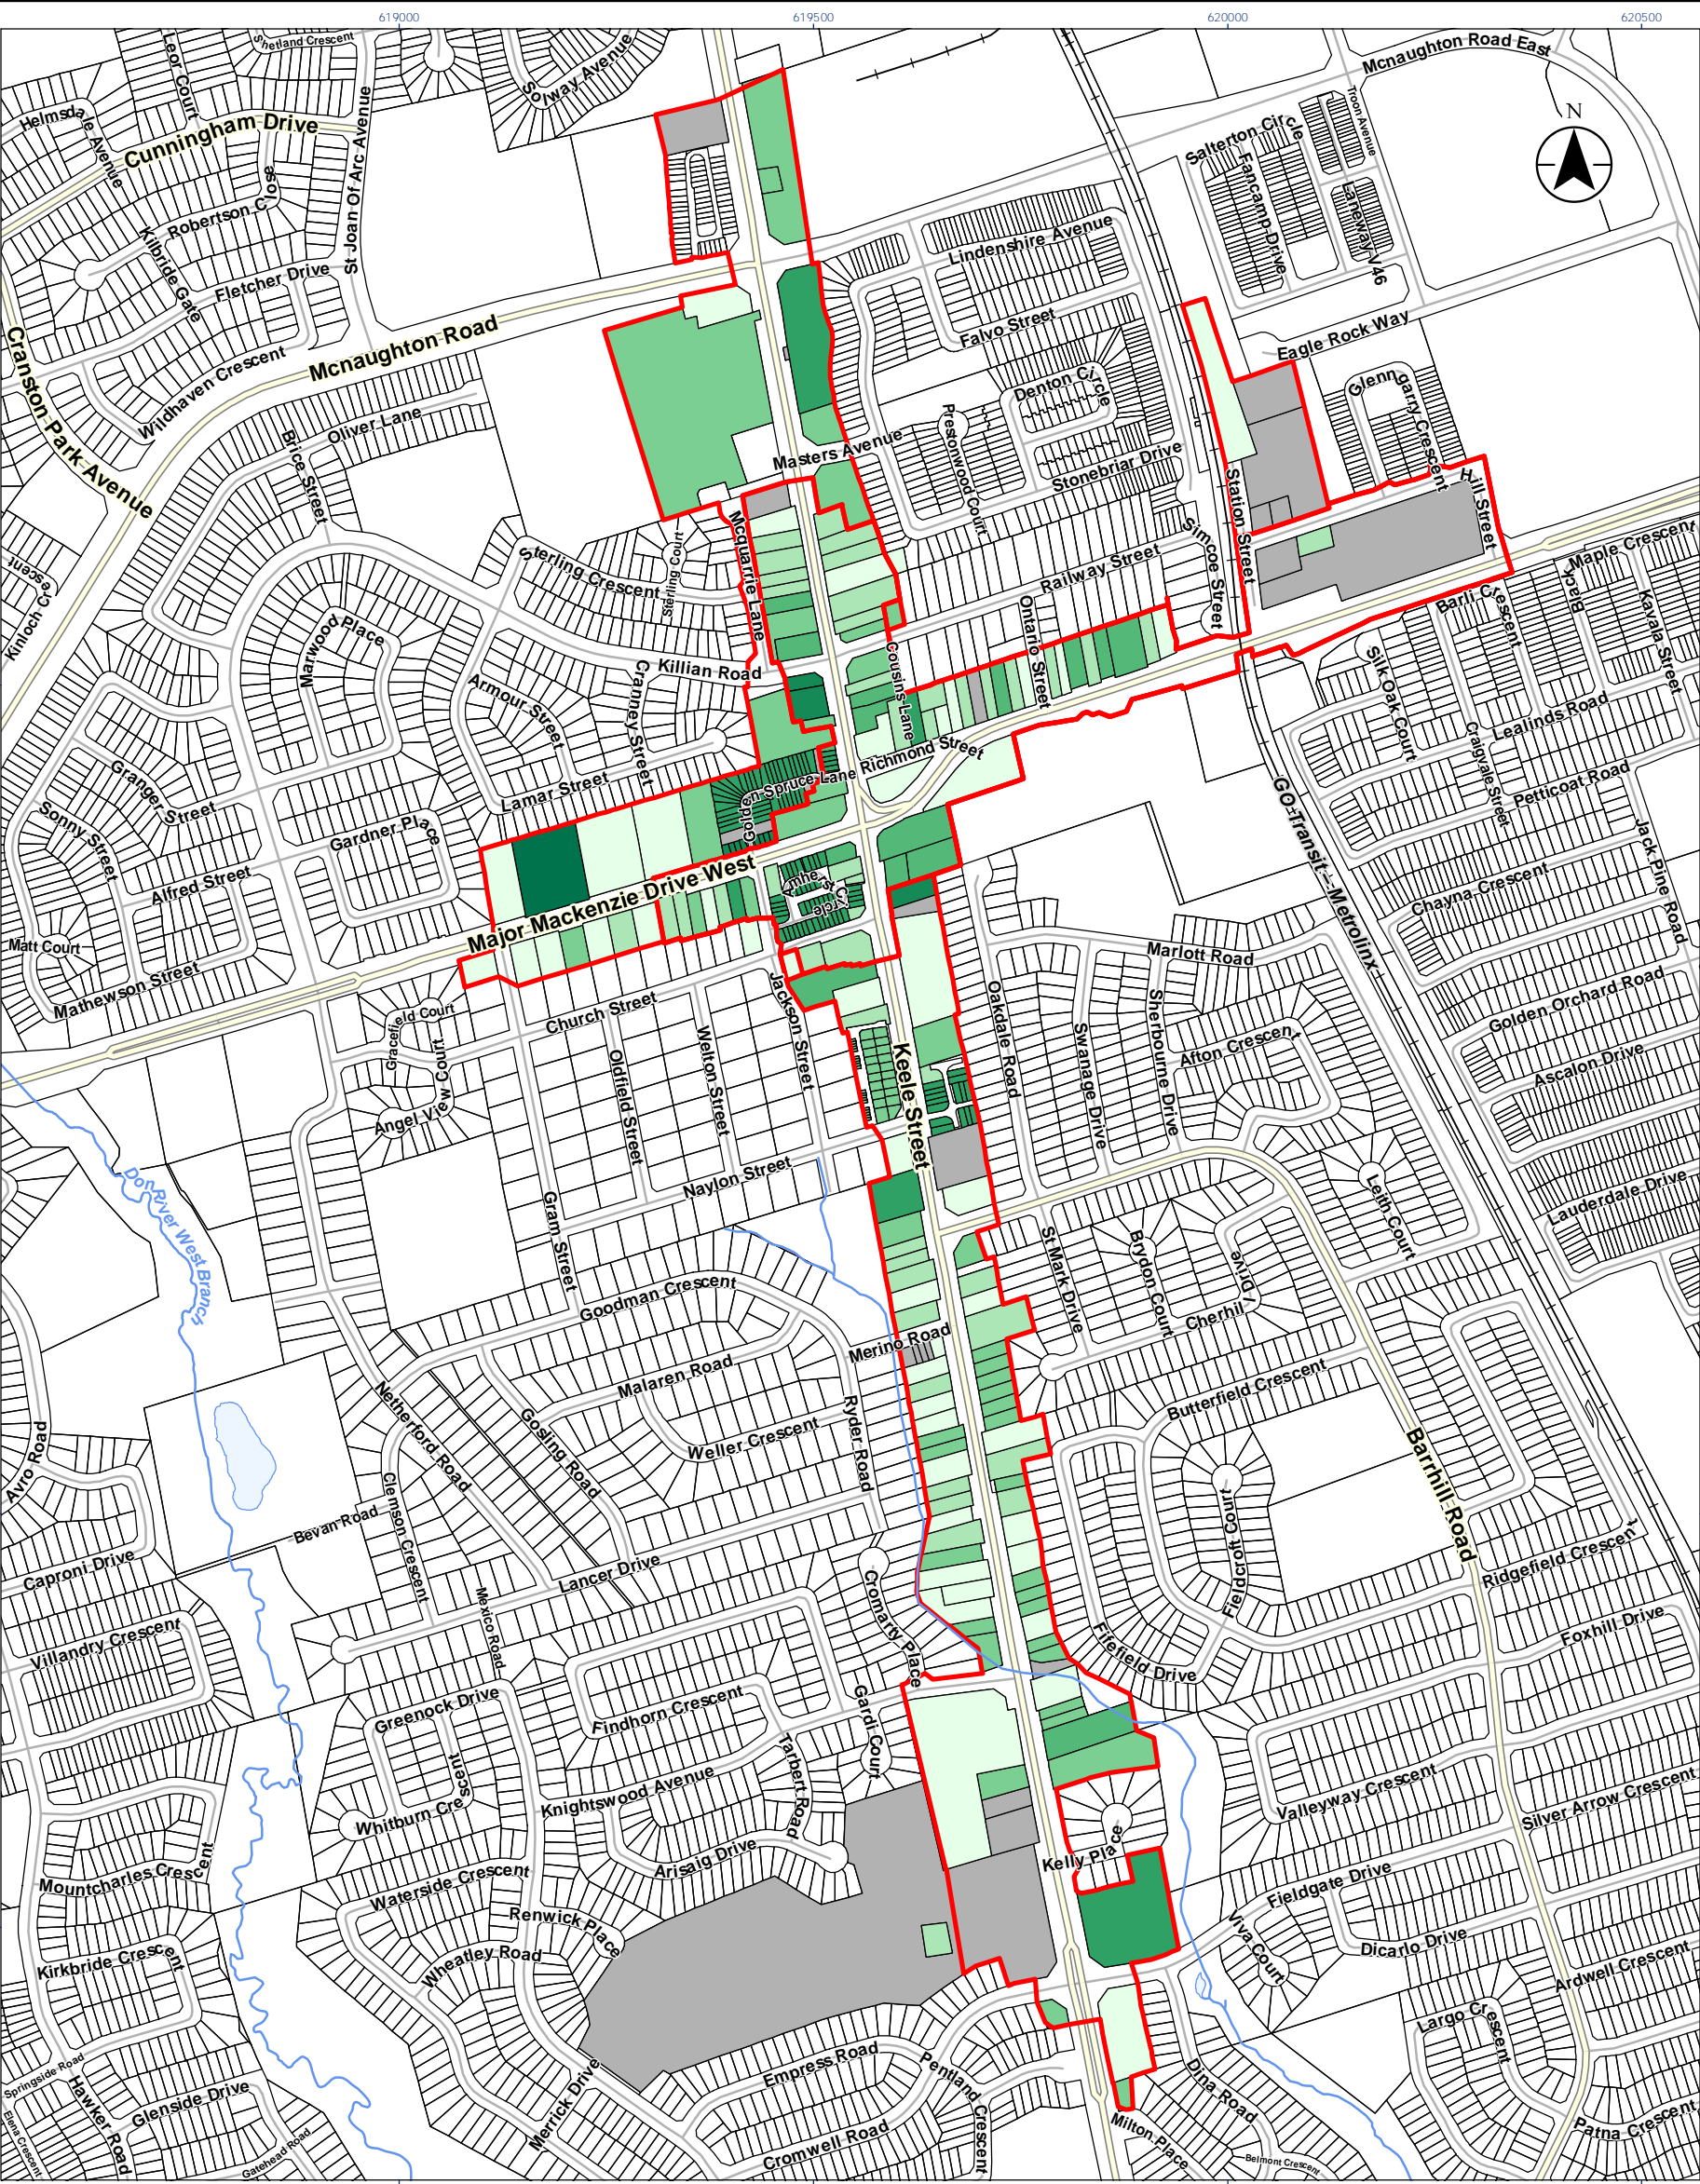 619000
619500
620000
620500
Shetland Crescent
Leor Court
Solway Avenue
Mcnaughton Road East
Helmsdale Avenue
Cunningham Drive
St Joan Of Arc Avenue
Troon Avenue
N
Salterton Circle
Fancamp Drive
Laneway V46
Robertson Close
Kilbride Gate
Fletcher Drive
Lindenshire Avenue
Falvo Street
Eagle Rock Way
Cranston Park Avenue
Mcnaughton Road
Wildhaven Crescent
Oliver Lane
Brice Street
Denton Circle
Glenngarry Crescent
Prestonwood Court
Masters Avenue
Stonebriar Drive
Station Street
Hill Street
Mcquarrie Lane
Sterling Crescent
Sterling Court
Simcoe Street
Railway Street
Maple Crescent
escent
Kinloch Cre
Marwood Place
Killian Road
Cousins Lane
Ontario Street
Barli Crescent
Kavala Street
Silk Oak Court
Armour Street
Craney Street
Richmond Street
Lealinds Road
Craigvale Street
Granger Street
Lamar Street
Golden Spruce Lane
Petticoat Road
Sonny Street
Gardner Place
GO Transit - Metrolinx
Jack Pine Road
Alfred Street
Major Mackenzie Drive West
Amherst Circle
Chayna Crescent
Matt Court
Mathewson Street
Marlott Road
Golden Orchard Road
Church Street
Jackson Street
Gracefield Court
Oakdale Road
Swanage Drive
Sherbourne Drive
Afton Crescent
Ascalon Drive
Angel View Court
Oldfield Street
Welton Street
Keele Street
Don River West Branch
Naylon Street
Gram Street
Leith Court
Lauderdale Drive
St Mark Drive
Brydon Court
Cherhill Drive
Goodman Crescent
Merino Road
Malaren Road
Netherford Road
Gosling Road
Weller Crescent
Ryder Road
Butterfield Crescent
Barrhill Road
Avro Road
Clemson Crescent
Bevan Road
Fieldcroft Court
Caproni Drive
Lancer Drive
Ridgefield Crescent
Mexico Road
Cromarty Place
Fifefield Drive
Foxhill Drive
Villandry Crescent
Greenock Drive
Findhorn Crescent
Gardi Court
Tarbert Road
Knightswood Avenue
Whitburn Crescent
Valleyway Crescent
Silver Arrow Crescent
Kelly Place
Arisaig Drive
Mountcharles Crescent
Waterside Crescent
Fieldgate Drive
Renwick Place
Viva Court
Dicarlo Drive
Wheatley Road
Kirkbride Crescent
Ardwell Crescent
Largo Crescent
Springside Road
Empress Road
Pentland Crescent
Dina Road
Hawker Road
Glenside Drive
Merrick Drive
Elena Crescent
Gatehead Road
Cromwell Road
Milton Place
Belmont Crescent
Patna Crescent